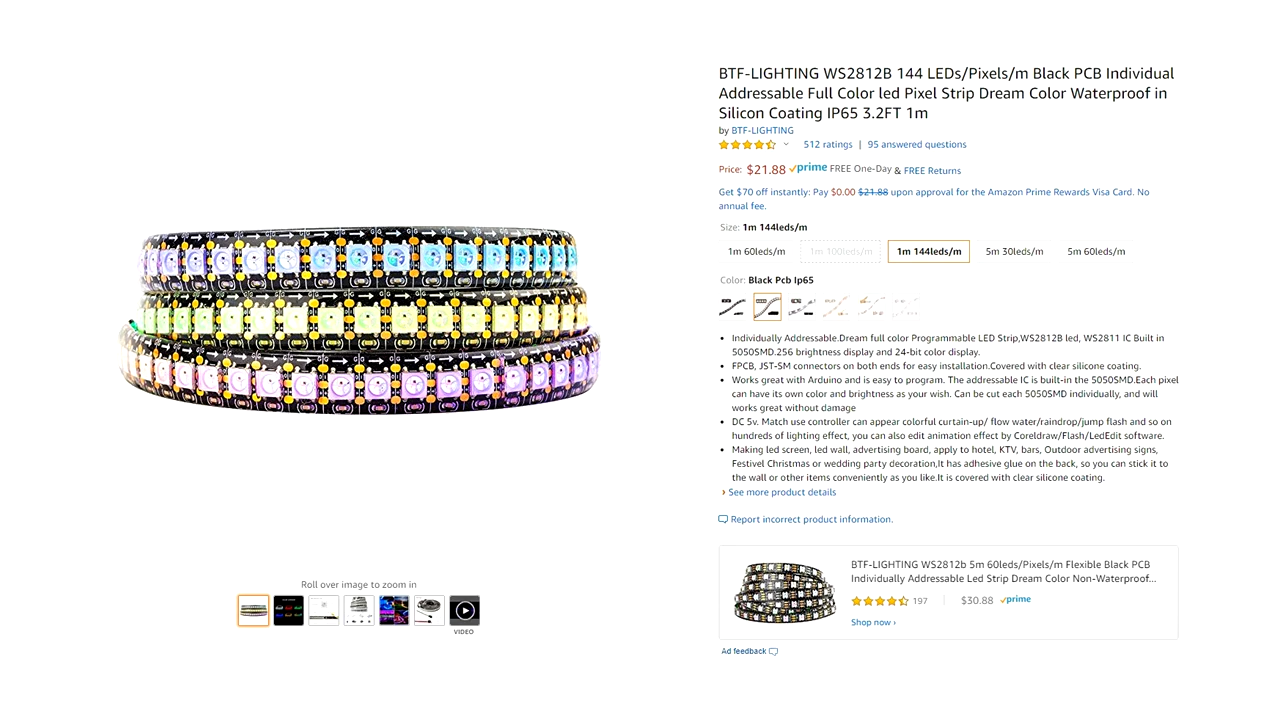 BTF-LIGHTING WS2812B 144 LEDs/Pixels/m Black PCB Individual
Addressable Full Color led Pixel Strip Dream Color Waterproof in
Silicon Coating IP65 3.2FT 1m
by BTF-LIGHTING
512 ratings | 95 answered questions
Price: $21.88 prime FREE One-Day & FREE Returns
Get $70 off instantly: Pay $0.00 $21.88 upon approval for the Amazon Prime Rewards Visa Card. No
annual fee.
Size: 1m 144leds/m
1m 60leds/m 1m 100leds/m 1m 144leds/m 5m 30leds/m 5m 60leds/m
Color: Black Pcb Ip65
• Individually Addressable.Dream full color Programmable LED Strip,WS2812B led, WS2811 IC Built in
5050SMD.256 brightness display and 24-bit color display.
• FPCB, JST-SM connectors on both ends for easy installation.Covered with clear silicone coating.
• Works great with Arduino and is easy to program. The addressable IC is built-in the 5050SMD.Each pixel
can have its own color and brightness as your wish. Can be cut each 5050SMD individually, and will
works great without damage
• DC 5v. Match use controller can appear colorful curtain-up/ flow water/raindrop/jump flash and so on
hundreds of lighting effect, you can also edit animation effect by Coreldraw/Flash/LedEdit software.
• Making led screen, led wall, advertising board, apply to hotel, KTV, bars, Outdoor advertising signs,
Festivel Christmas or wedding party decoration,It has adhesive glue on the back, so you can stick it to
the wall or other items conveniently as you like.It is covered with clear silicone coating.
› See more product details
Report incorrect product information.
BTF-LIGHTING WS2812b 5m 60leds/Pixels/m Flexible Black PCB
Individually Addressable Led Strip Dream Color Non-Waterproof...
197 | $30.88 prime
Shop now ›
Ad feedback
Roll over image to zoom in
VIDEO